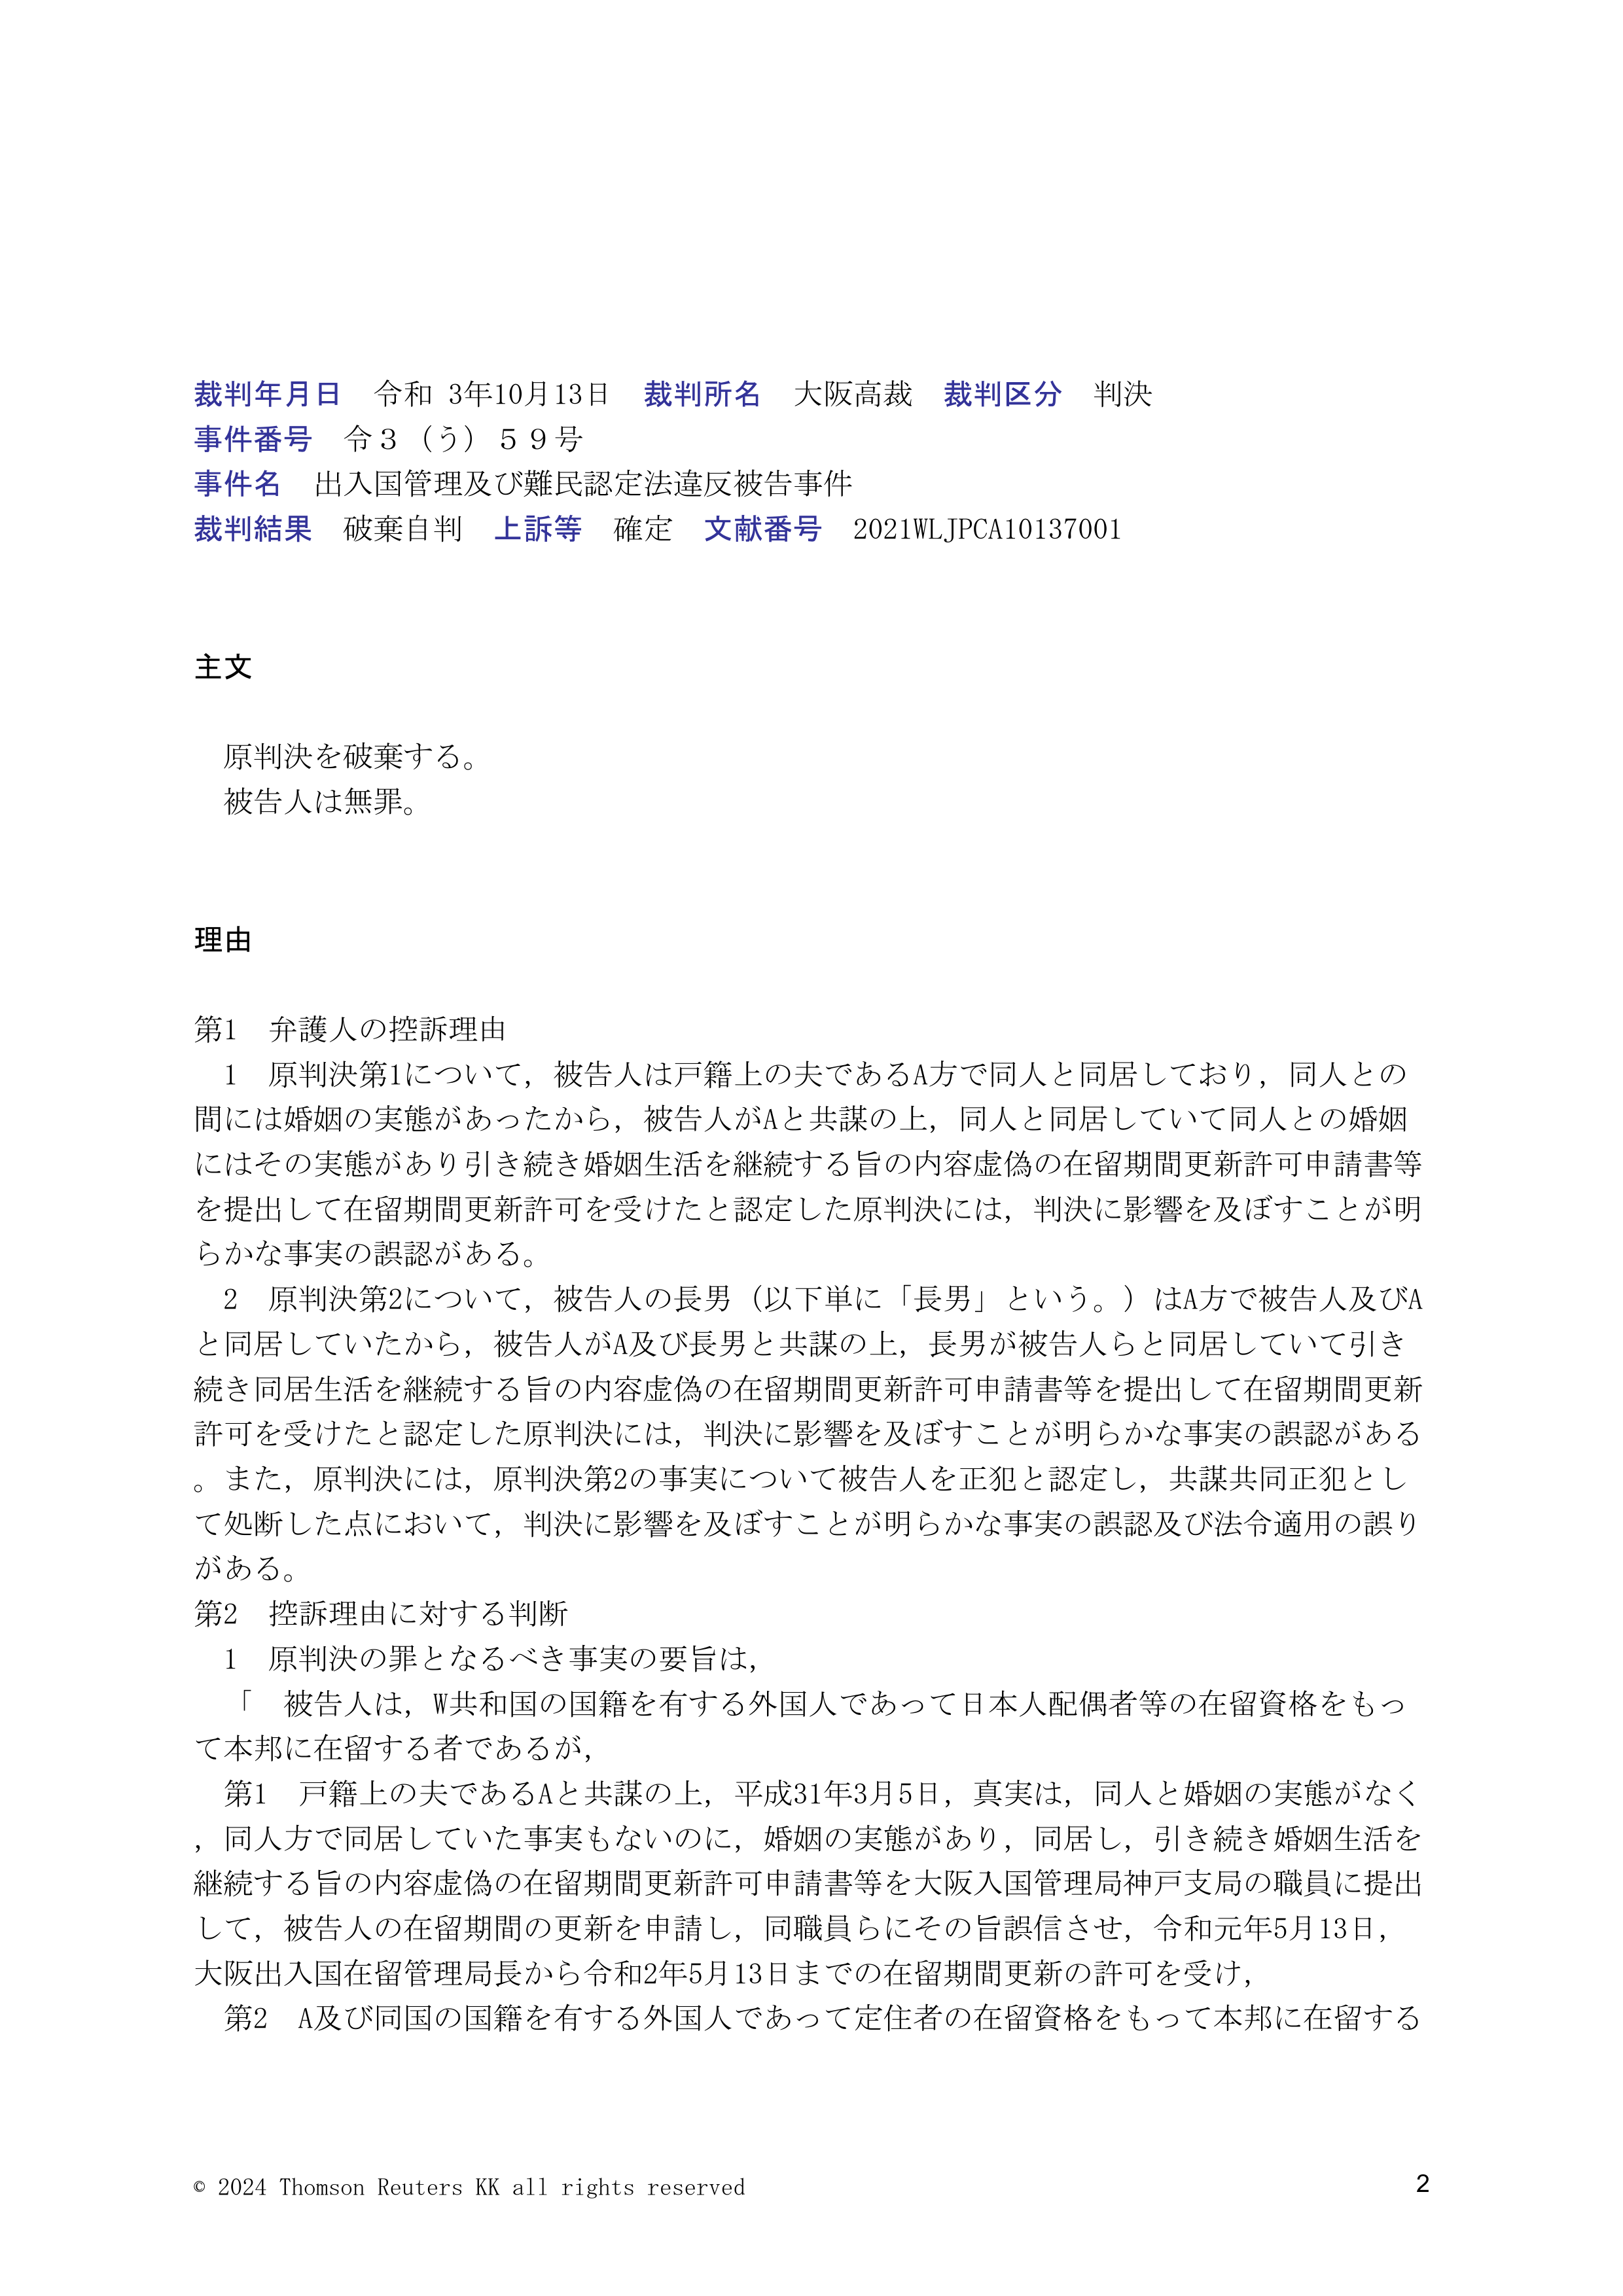 裁判年月日　令和 3年10月13日　裁判所名　大阪高裁　裁判区分　判決
事件番号　令３（う）５９号
事件名　出入国管理及び難民認定法違反被告事件
裁判結果　破棄自判　上訴等　確定　文献番号　2021WLJPCA10137001
主文
原判決を破棄する。
被告人は無罪。
理由
第1　弁護人の控訴理由
1　原判決第1について，被告人は戸籍上の夫であるA方で同人と同居しており，同人との
間には婚姻の実態があったから，被告人がAと共謀の上，同人と同居していて同人との婚姻
にはその実態があり引き続き婚姻生活を継続する旨の内容虚偽の在留期間更新許可申請書等
を提出して在留期間更新許可を受けたと認定した原判決には，判決に影響を及ぼすことが明
らかな事実の誤認がある。
2　原判決第2について，被告人の長男（以下単に「長男」という。）はA方で被告人及びA
と同居していたから，被告人がA及び長男と共謀の上，長男が被告人らと同居していて引き
続き同居生活を継続する旨の内容虚偽の在留期間更新許可申請書等を提出して在留期間更新
許可を受けたと認定した原判決には，判決に影響を及ぼすことが明らかな事実の誤認がある
。また，原判決には，原判決第2の事実について被告人を正犯と認定し，共謀共同正犯とし
て処断した点において，判決に影響を及ぼすことが明らかな事実の誤認及び法令適用の誤り
がある。
第2　控訴理由に対する判断
1　原判決の罪となるべき事実の要旨は，
「　被告人は，W共和国の国籍を有する外国人であって日本人配偶者等の在留資格をもっ
て本邦に在留する者であるが，
第1　戸籍上の夫であるAと共謀の上，平成31年3月5日，真実は，同人と婚姻の実態がなく
，同人方で同居していた事実もないのに，婚姻の実態があり，同居し，引き続き婚姻生活を
継続する旨の内容虚偽の在留期間更新許可申請書等を大阪入国管理局神戸支局の職員に提出
して，被告人の在留期間の更新を申請し，同職員らにその旨誤信させ，令和元年5月13日，
大阪出入国在留管理局長から令和2年5月13日までの在留期間更新の許可を受け，
第2　A及び同国の国籍を有する外国人であって定住者の在留資格をもって本邦に在留する
© 2024 Thomson Reuters KK all rights reserved
2